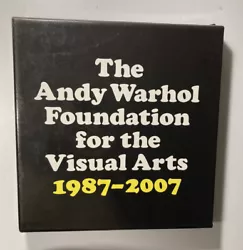 The
Andy Warhol
Foundation
for the
Visual Arts
1987–2007